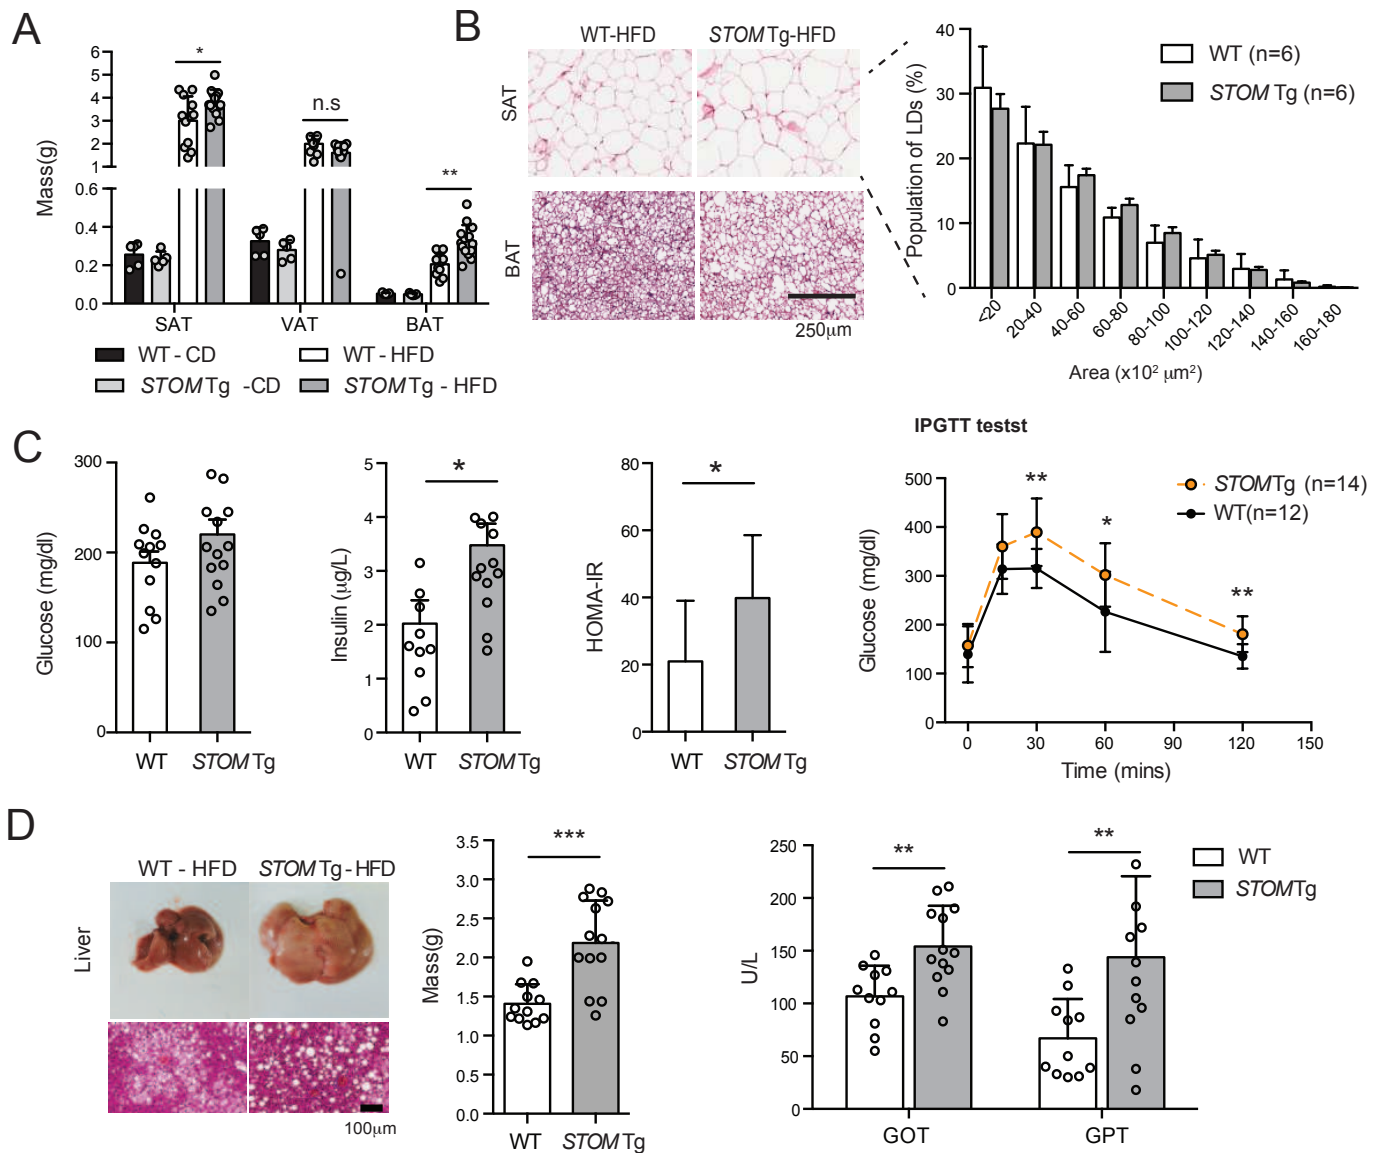 A
Mass(g)
6
5
4
3
2
1
0.6
0.4
0.2
0.0
*
n.s
**
SAT
VAT
BAT
WT - CD
WT - HFD
STOM Tg -CD
STOM Tg - HFD
B
WT-HFD
STOM Tg-HFD
SAT
BAT
250μm
Population of LDs (%)
40
30
20
10
0
WT (n=6)
STOM Tg (n=6)
<20
20-40
40-60
60-80
80-100
100-120
120-140
140-160
160-180
Area (x10² μm²)
C
Glucose (mg/dl)
300
200
100
0
WT
STOM Tg
Insulin (μg/L)
5
4
3
2
1
0
*
WT
STOM Tg
HOMA-IR
80
60
40
20
0
*
WT
STOM Tg
IPGTT testst
Glucose (mg/dl)
500
400
300
200
100
0
**
*
**
STOMTg (n=14)
WT(n=12)
0
30
60
90
120
150
Time (mins)
D
WT - HFD
STOM Tg-HFD
Liver
100μm
Mass(g)
3.5
3.0
2.5
2.0
1.5
1.0
0.5
0.0
***
WT
STOM Tg
U/L
250
200
150
100
50
0
**
**
GOT
GPT
WT
STOMTg